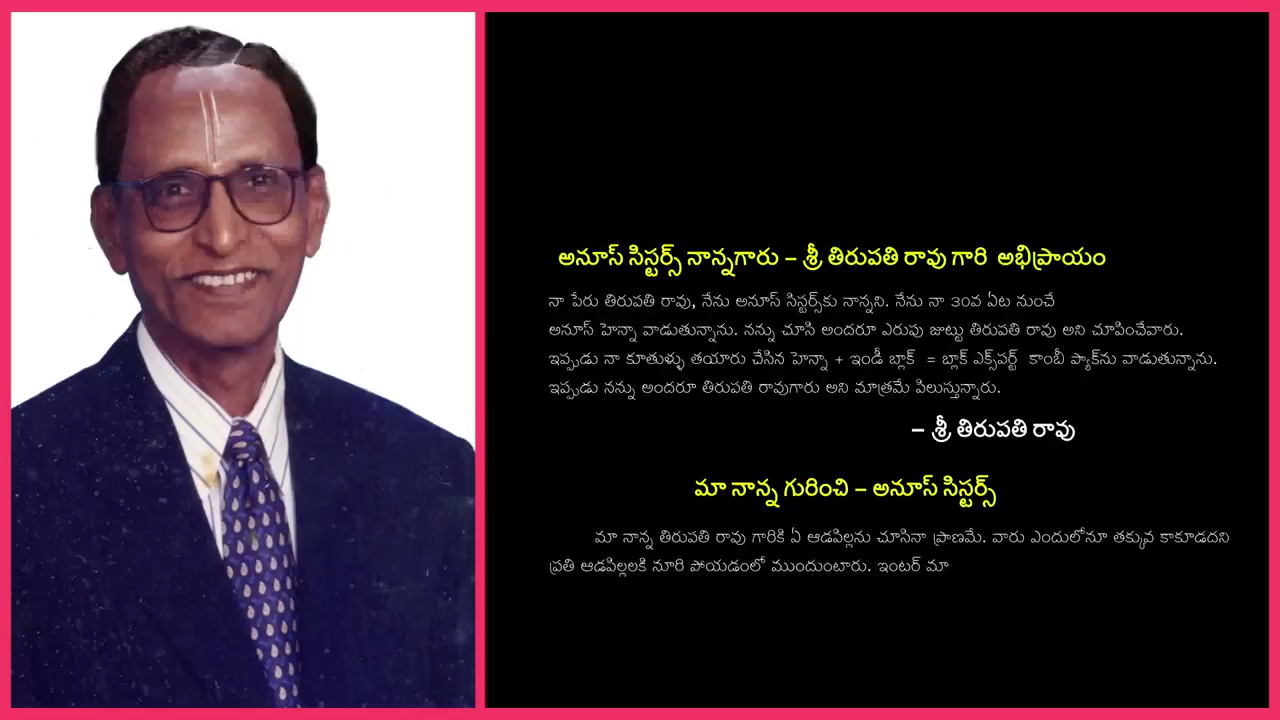 అనూస్ సిస్టర్స్ నాన్నగారు – శ్రీ తిరుపతి రావు గారి అభిప్రాయం
నా పేరు తిరుపతి రావు, నేను అనూస్ సిస్టర్స్‌కు నాన్నని. నేను నా 30వ ఏట నుంచే
అనూస్ హెన్నా వాడుతున్నాను. నన్ను చూసి అందరూ ఎరుపు జుట్టు తిరుపతి రావు అని చూపించేవారు.
ఇప్పుడు నా కూతుళ్ళు తయారు చేసిన హెన్నా + ఇండీ బ్లాక్ = బ్లాక్ ఎక్స్‌పర్ట్ కాంబీ ప్యాక్‌ను వాడుతున్నాను.
ఇప్పుడు నన్ను అందరూ తిరుపతి రావుగారు అని మాత్రమే పిలుస్తున్నారు.
– శ్రీ తిరుపతి రావు
మా నాన్న గురించి – అనూస్ సిస్టర్స్
మా నాన్న తిరుపతి రావు గారికి ఏ ఆడపిల్లను చూసినా ప్రాణమే. వారు ఎందులోనూ తక్కువ కాకూడదని
ప్రతి ఆడపిల్లలకి నూరి పోయడంలో ముందుంటారు. ఇంటర్ మా